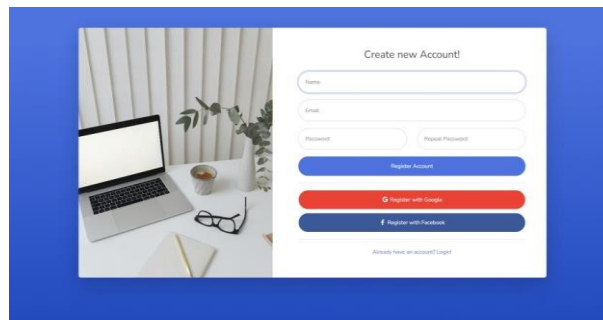 Create new Account!
Name
Email
Password Repeat Password
Register Account
G Register with Google
f Register with Facebook
Already have an account? Login!